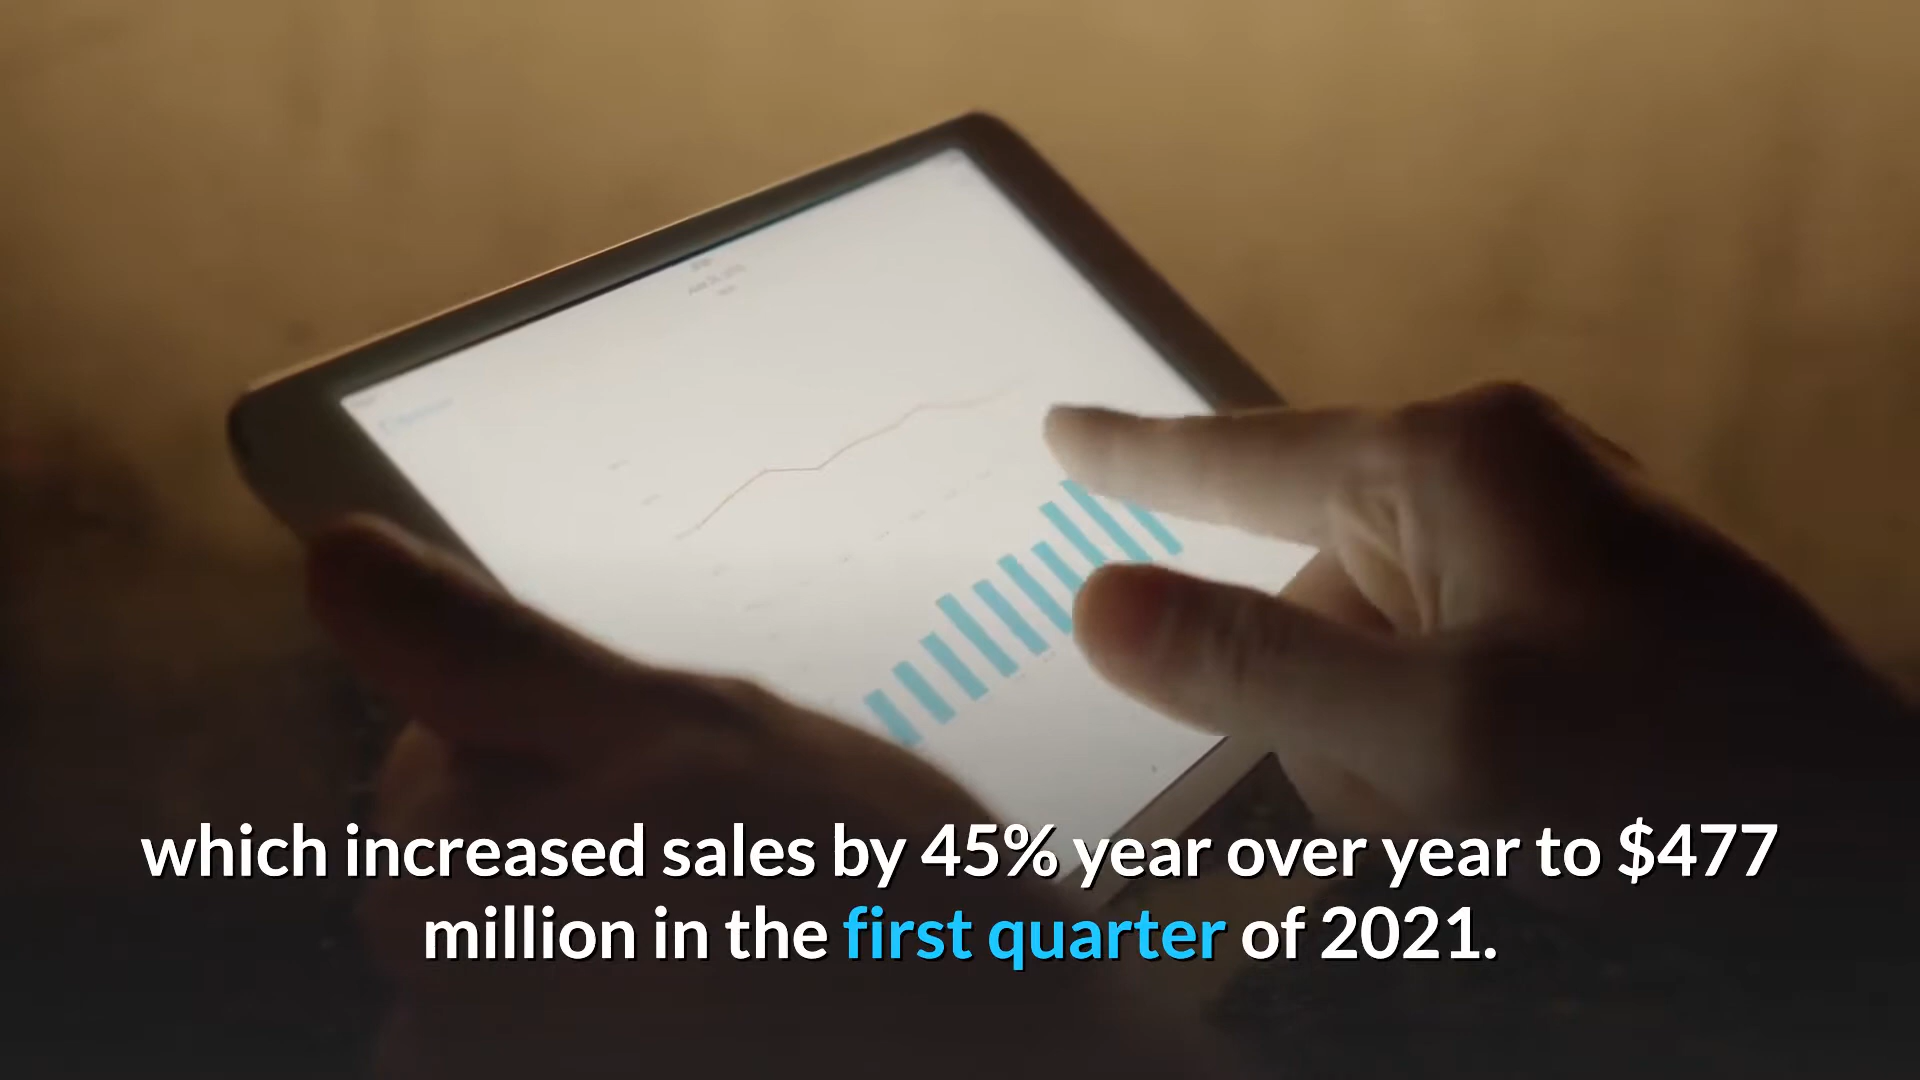 which increased sales by 45% year over year to $477
million in the first quarter of 2021.